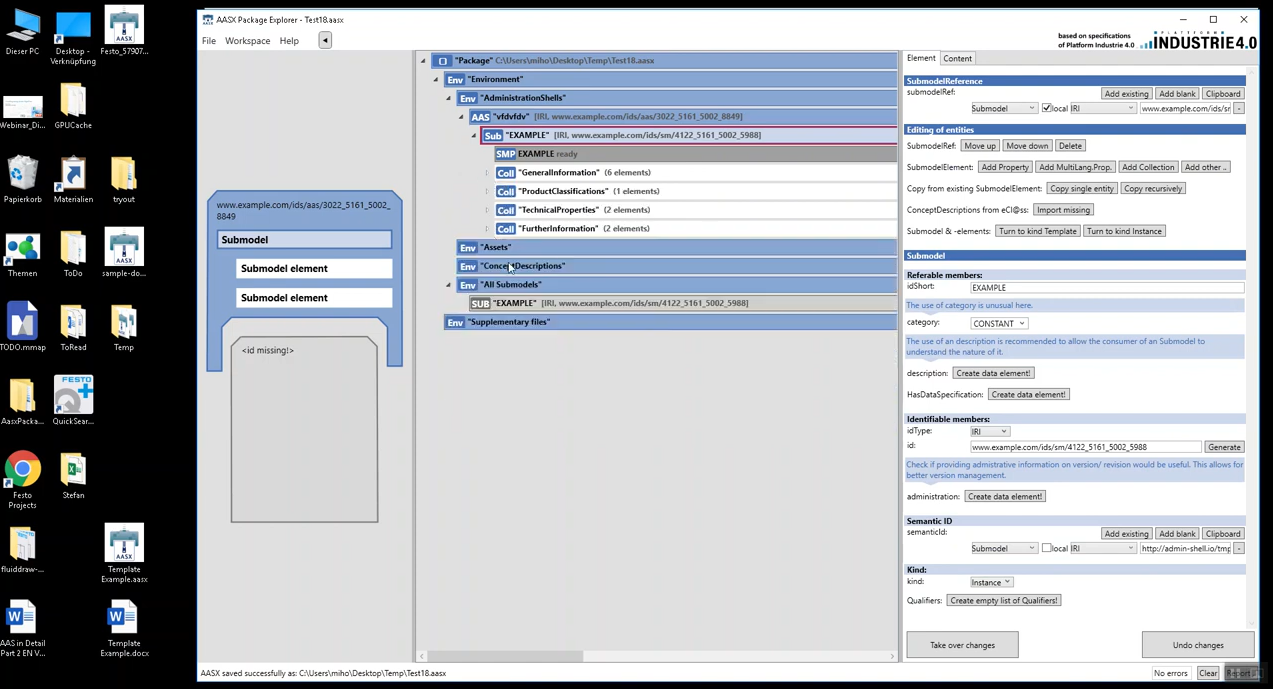 Dieser PC
Desktop -
Verknüpfung
Festo_57907...
Webinar_Di...
GPUCache
Papierkorb
Materialien
tryout
Themen
ToDo
sample-do...
TODO.mmap
ToRead
Temp
AasxPacka...
QuickSear...
FESTO
Festo
Projects
Stefan
fluiddraw-...
Template
Example.aasx
AAS in Detail
Part 2 EN V...
Template
Example.docx
AASX Package Explorer - Test18.aasx
File Workspace Help
based on specifications
of Platform Industrie 4.0
PLATTFORM
INDUSTRIE4.0
www.example.com/ids/aas/3022_5161_5002_
8849
Submodel
Submodel element
Submodel element
<id missing!>
"Package" C:\Users\miho\Desktop\Temp\Test18.aasx
Env "Environment"
Env "AdministrationShells"
AAS "vfdvfdv" [IRI, www.example.com/ids/aas/3022_5161_5002_8849]
Sub "EXAMPLE" [IRI, www.example.com/ids/sm/4122_5161_5002_5988]
SMP EXAMPLE ready
Coll "GeneralInformation" (6 elements)
Coll "ProductClassifications" (1 elements)
Coll "TechnicalProperties" (2 elements)
Coll "FurtherInformation" (2 elements)
Env "Assets"
Env "ConceptDescriptions"
Env "All Submodels"
SUB "EXAMPLE" [IRI, www.example.com/ids/sm/4122_5161_5002_5988]
Env "Supplementary files"
Element Content
SubmodelReference
submodelRef: Add existing Add blank Clipboard
Submodel local IRI www.example.com/ids/sr -
Editing of entities
SubmodelRef: Move up Move down Delete
SubmodelElement: Add Property Add MultiLang.Prop. Add Collection Add other ..
Copy from existing SubmodelElement: Copy single entity Copy recursively
ConceptDescriptions from eCl@ss: Import missing
Submodel & -elements: Turn to kind Template Turn to kind Instance
Submodel
Referable members:
idShort: EXAMPLE
The use of category is unusual here.
category: CONSTANT
The use of an description is recommended to allow the consumer of an Submodel to
understand the nature of it.
description: Create data element!
HasDataSpecification: Create data element!
Identifiable members:
idType: IRI
id: www.example.com/ids/sm/4122_5161_5002_5988 Generate
Check if providing admistrative information on version/ revision would be useful. This allows for
better version management.
administration: Create data element!
Semantic ID
semanticId: Add existing Add blank Clipboard
Submodel local IRI http://admin-shell.io/tmp -
Kind:
kind: Instance
Qualifiers: Create empty list of Qualifiers!
Take over changes Undo changes
AASX saved successfully as: C:\Users\miho\Desktop\Temp\Test18.aasx
No errors Clear Report